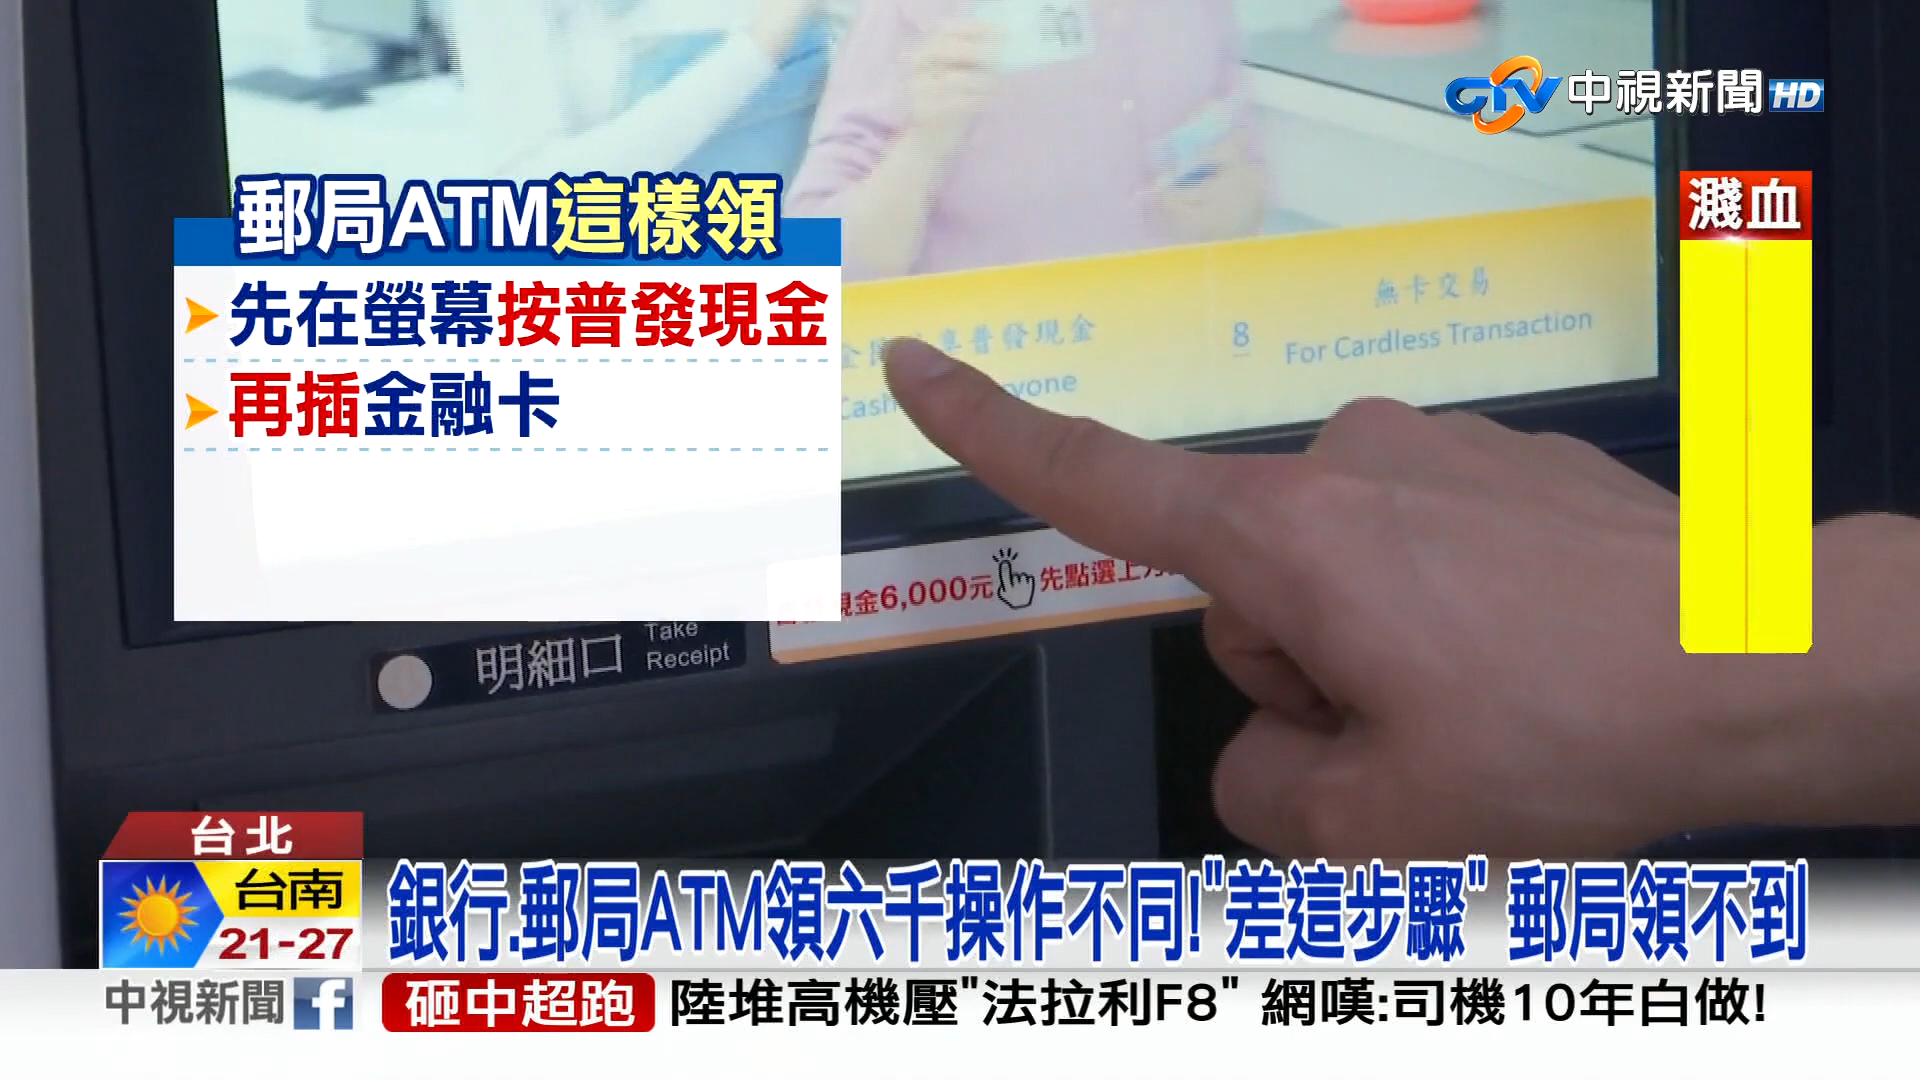 CTV中視新聞HD
郵局ATM這樣領
先在螢幕按普發現金
再插金融卡
濺血
享普發現金
Cash
8
無卡交易
For Cardless Transaction
現金6,000元 先點選上方
明細口
Take
Receipt
台北
台南
21-27
銀行.郵局ATM領六千操作不同!"差這步驟" 郵局領不到
中視新聞 f
砸中超跑 陸堆高機壓"法拉利F8" 網嘆:司機10年白做!